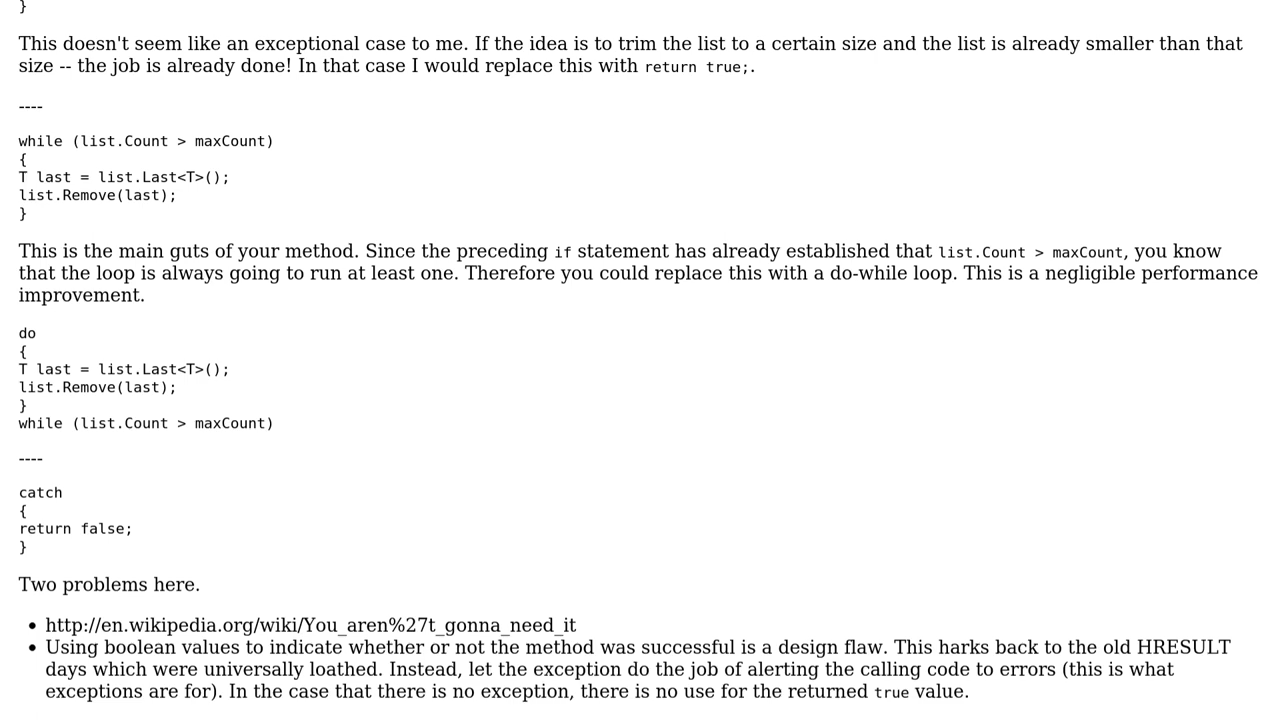 }
This doesn't seem like an exceptional case to me. If the idea is to trim the list to a certain size and the list is already smaller than that
size -- the job is already done! In that case I would replace this with return true;.
----
while (list.Count > maxCount)
{
T last = list.Last<T>();
list.Remove(last);
}
This is the main guts of your method. Since the preceding if statement has already established that list.Count > maxCount, you know
that the loop is always going to run at least one. Therefore you could replace this with a do-while loop. This is a negligible performance
improvement.
do
{
T last = list.Last<T>();
list.Remove(last);
}
while (list.Count > maxCount)
----
catch
{
return false;
}
Two problems here.
• http://en.wikipedia.org/wiki/You_aren%27t_gonna_need_it
• Using boolean values to indicate whether or not the method was successful is a design flaw. This harks back to the old HRESULT
days which were universally loathed. Instead, let the exception do the job of alerting the calling code to errors (this is what
exceptions are for). In the case that there is no exception, there is no use for the returned true value.